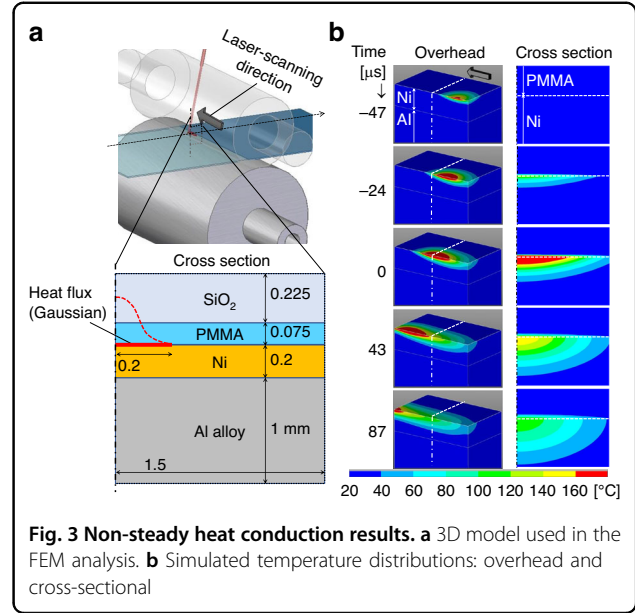 a
Laser-scanning
direction
Cross section
Heat flux
(Gaussian)
SiO2
0.225
PMMA
0.075
0.2
Ni
0.2
Al alloy
1 mm
1.5
b
Time
[μs]
↓
Overhead
Cross section
–47
Ni
Al
PMMA
Ni
–24
0
43
87
20 40 60 80 100 120 140 160 [°C]
Fig. 3 Non-steady heat conduction results. a 3D model used in the
FEM analysis. b Simulated temperature distributions: overhead and
cross-sectional